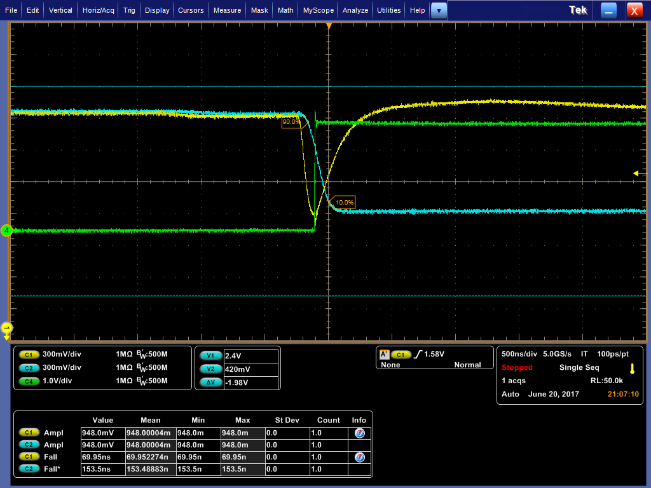 File Edit Vertical Horiz/Acq Trig Display Cursors Measure Mask Math MyScope Analyze Utilities Help Tek X
90.0%
10.0%
4
C1 300mV/div 1MΩ BW:500M
C3 300mV/div 1MΩ BW:500M
C4 1.0V/div 1MΩ BW:500M
V1 2.4V
V2 420mV
ΔV -1.98V
A' C1 1.58V
None Normal
500ns/div 5.0GS/s IT 100ps/pt
Stopped Single Seq
1 acqs RL:50.0k
Auto June 20, 2017 21:07:10
Value Mean Min Max St Dev Count Info
C1 Ampl 948.0mV 948.00004m 948.0m 948.0m 0.0 1.0
Ampl 948.0mV 948.00004m 948.0m 948.0m 0.0 1.0
C1 Fall 69.95ns 69.952274n 69.95n 69.95n 0.0 1.0
Fall* 153.5ns 153.48883n 153.5n 153.5n 0.0 1.0